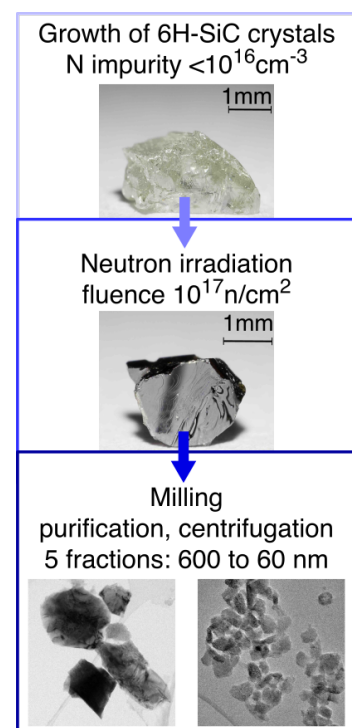 Growth of 6H-SiC crystals
N impurity <10¹⁶cm⁻³
1mm
Neutron irradiation
fluence 10¹⁷n/cm²
1mm
Milling
purification, centrifugation
5 fractions: 600 to 60 nm